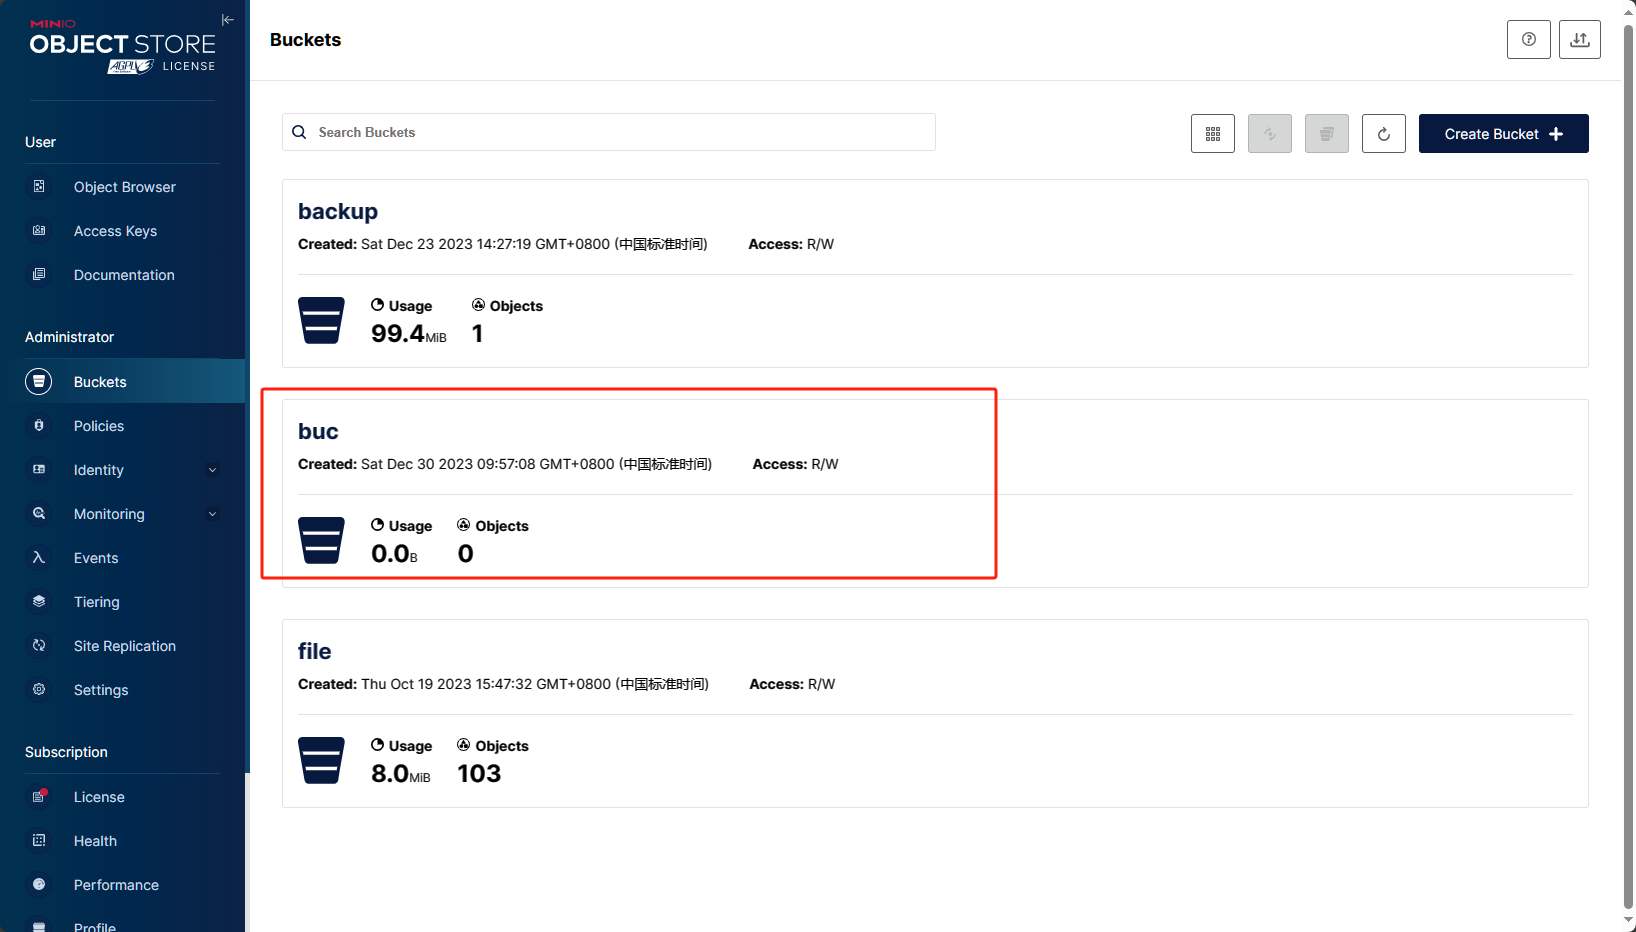 MINIO
OBJECT STORE
AGPLv3 LICENSE
User
Object Browser
Access Keys
Documentation
Administrator
Buckets
Policies
Identity
Monitoring
Events
Tiering
Site Replication
Settings
Subscription
License
Health
Performance
Profile
Buckets
Search Buckets
Create Bucket
backup
Created: Sat Dec 23 2023 14:27:19 GMT+0800 (中国标准时间) Access: R/W
Usage Objects
99.4MiB 1
buc
Created: Sat Dec 30 2023 09:57:08 GMT+0800 (中国标准时间) Access: R/W
Usage Objects
0.0B 0
file
Created: Thu Oct 19 2023 15:47:32 GMT+0800 (中国标准时间) Access: R/W
Usage Objects
8.0MiB 103